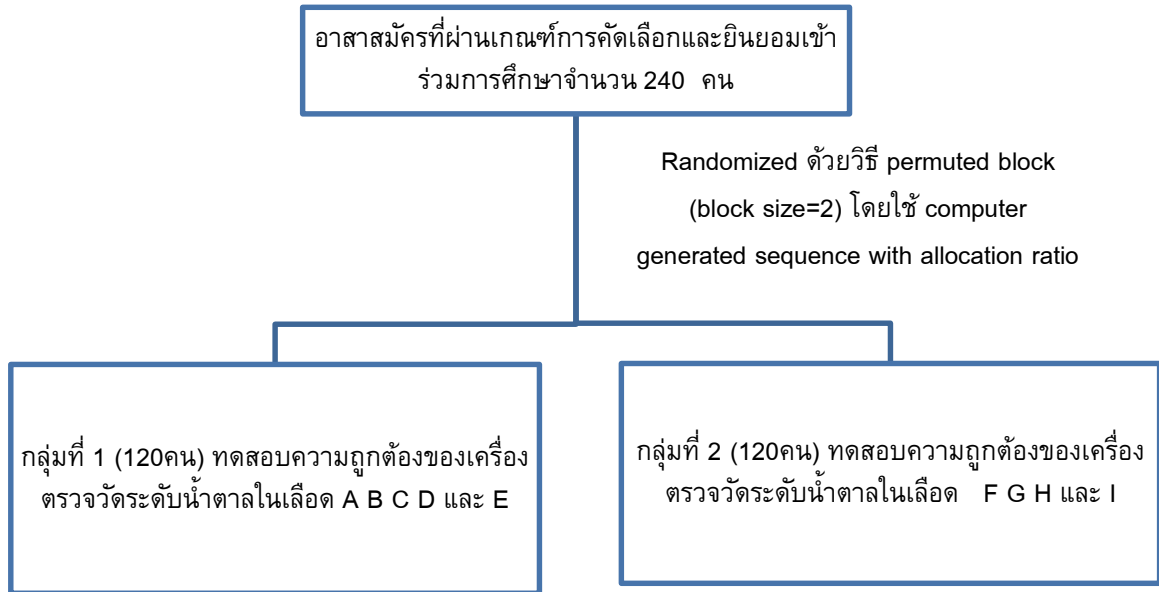 อาสาสมัครที่ผ่านเกณฑ์การคัดเลือกและยินยอมเข้า
ร่วมการศึกษาจำนวน 240 คน
Randomized ด้วยวิธี permuted block
(block size=2) โดยใช้ computer
generated sequence with allocation ratio
กลุ่มที่ 1 (120คน) ทดสอบความถูกต้องของเครื่อง
ตรวจวัดระดับน้ำตาลในเลือด A B C D และ E
กลุ่มที่ 2 (120คน) ทดสอบความถูกต้องของเครื่อง
ตรวจวัดระดับน้ำตาลในเลือด F G H และ I